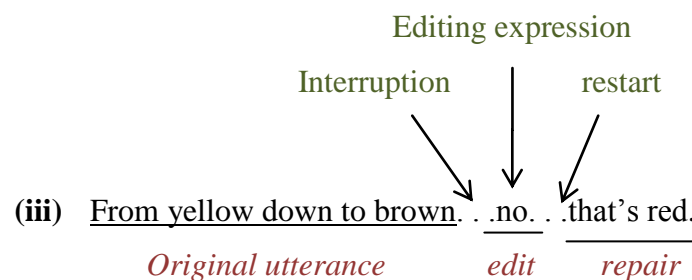 Editing expression
Interruption restart
(iii) From yellow down to brown. . .no. . .that’s red.
Original utterance edit repair